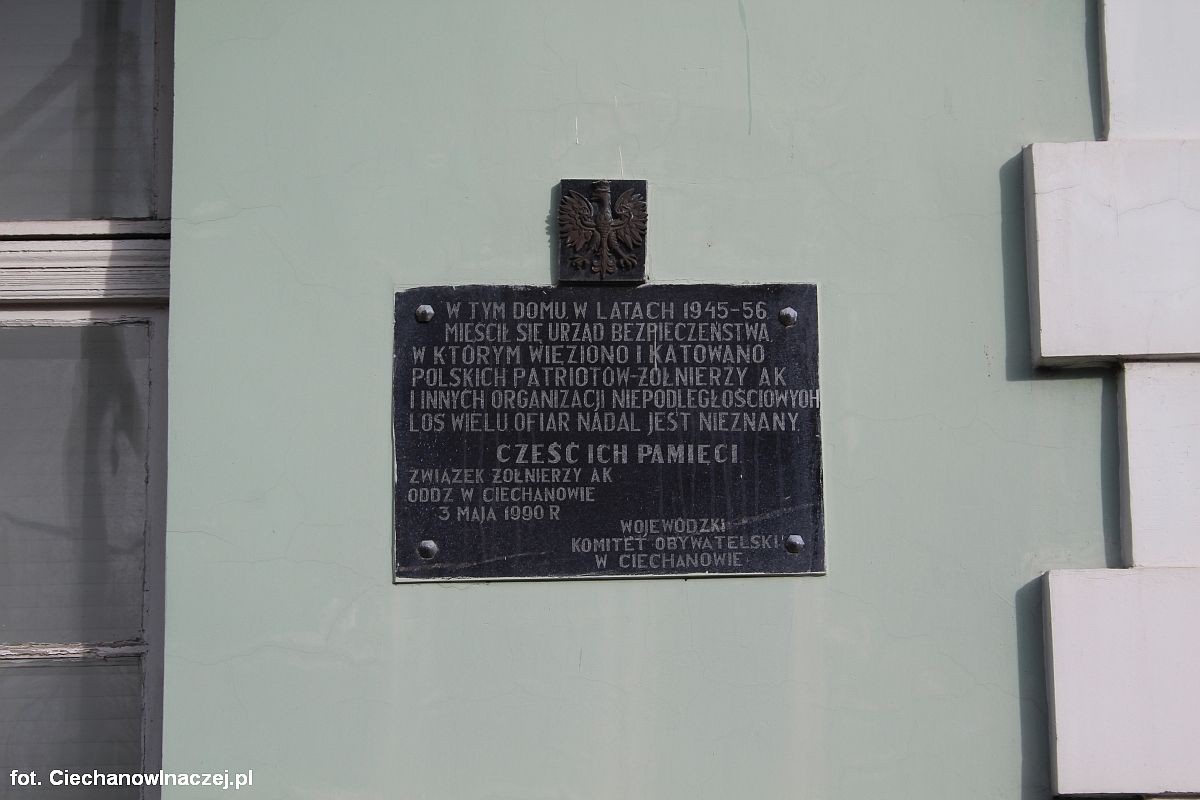 W TYM DOMU W LATACH 1945-56
MIEŚCIŁ SIĘ URZĄD BEZPIECZEŃSTWA,
W KTÓRYM WIĘZIONO I KATOWANO
POLSKICH PATRIOTÓW-ŻOŁNIERZY AK
I INNYCH ORGANIZACJI NIEPODLEGŁOŚCIOWYCH
LOS WIELU OFIAR NADAL JEST NIEZNANY.
CZEŚĆ ICH PAMIĘCI
ZWIĄZEK ŻOŁNIERZY AK
ODDZ W CIECHANOWIE
3 MAJA 1990 R
WOJEWÓDZKI
KOMITET OBYWATELSKI
W CIECHANOWIE
fot. CiechanowInaczej.pl